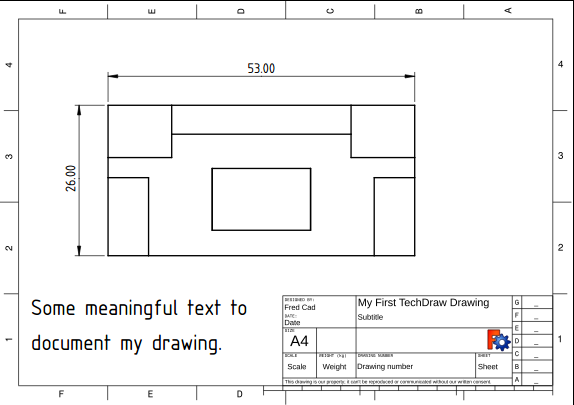 F E D C B A
4 4
53.00
3 3
26.00
2 2
Some meaningful text to
document my drawing.
1 1
DESIGNED BY:
Fred Cad
DATE:
Date
SIZE
A4
My First TechDraw Drawing
Subtitle
SCALE
Scale
WEIGHT (kg)
Weight
DRAWING NUMBER
Drawing number
SHEET
Sheet
This drawing is our property; it can't be reproduced or communicated without our written consent.
G _
F _
E _
D _
C _
B _
A _
F E D